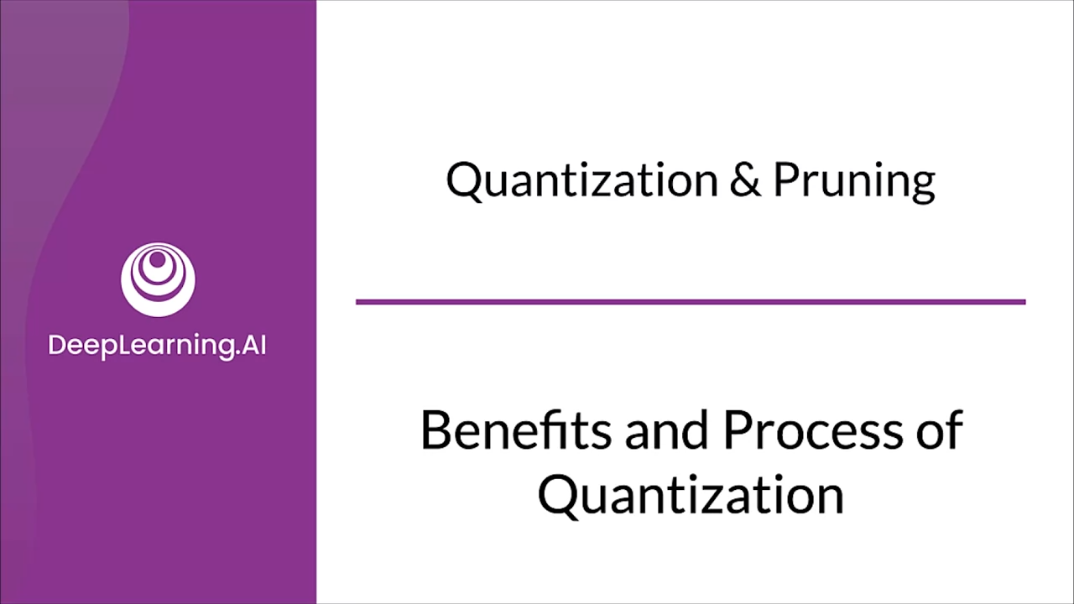 Quantization & Pruning
DeepLearning.AI
Benefits and Process of
Quantization